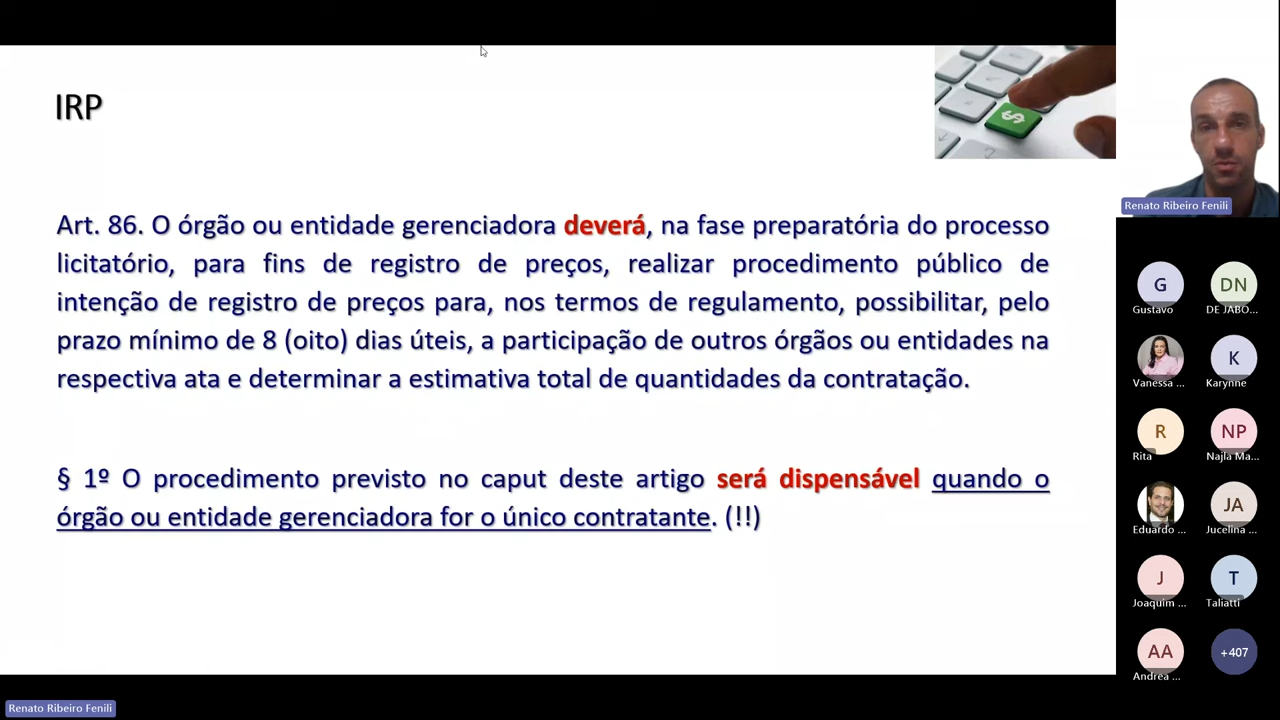 IRP
Art. 86. O órgão ou entidade gerenciadora deverá, na fase preparatória do processo
licitatório, para fins de registro de preços, realizar procedimento público de
intenção de registro de preços para, nos termos de regulamento, possibilitar, pelo
prazo mínimo de 8 (oito) dias úteis, a participação de outros órgãos ou entidades na
respectiva ata e determinar a estimativa total de quantidades da contratação.
§ 1º O procedimento previsto no caput deste artigo será dispensável quando o
órgão ou entidade gerenciadora for o único contratante. (!!)
$
Renato Ribeiro Fenili
G
DN
Gustavo
DE JABO...
K
Vanessa ...
Karynne
R
NP
Rita
Najla Ma...
JA
Eduardo ...
Jucelina ...
J
T
Joaquim ...
Taliatti
AA
+407
Andrea ...
Renato Ribeiro Fenili